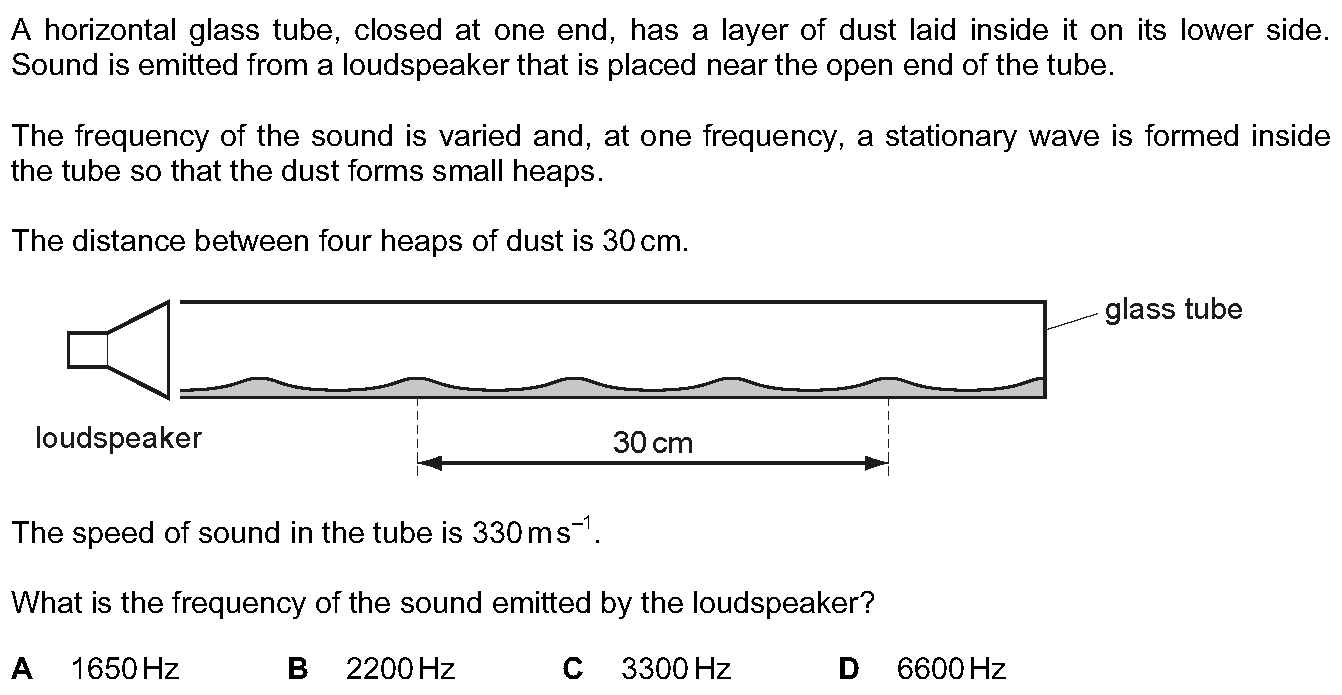 A horizontal glass tube, closed at one end, has a layer of dust laid inside it on its lower side.
Sound is emitted from a loudspeaker that is placed near the open end of the tube.
The frequency of the sound is varied and, at one frequency, a stationary wave is formed inside
the tube so that the dust forms small heaps.
The distance between four heaps of dust is 30 cm.
glass tube
loudspeaker
30 cm
The speed of sound in the tube is 330 m s⁻¹.
What is the frequency of the sound emitted by the loudspeaker?
A 1650 Hz B 2200 Hz C 3300 Hz D 6600 Hz